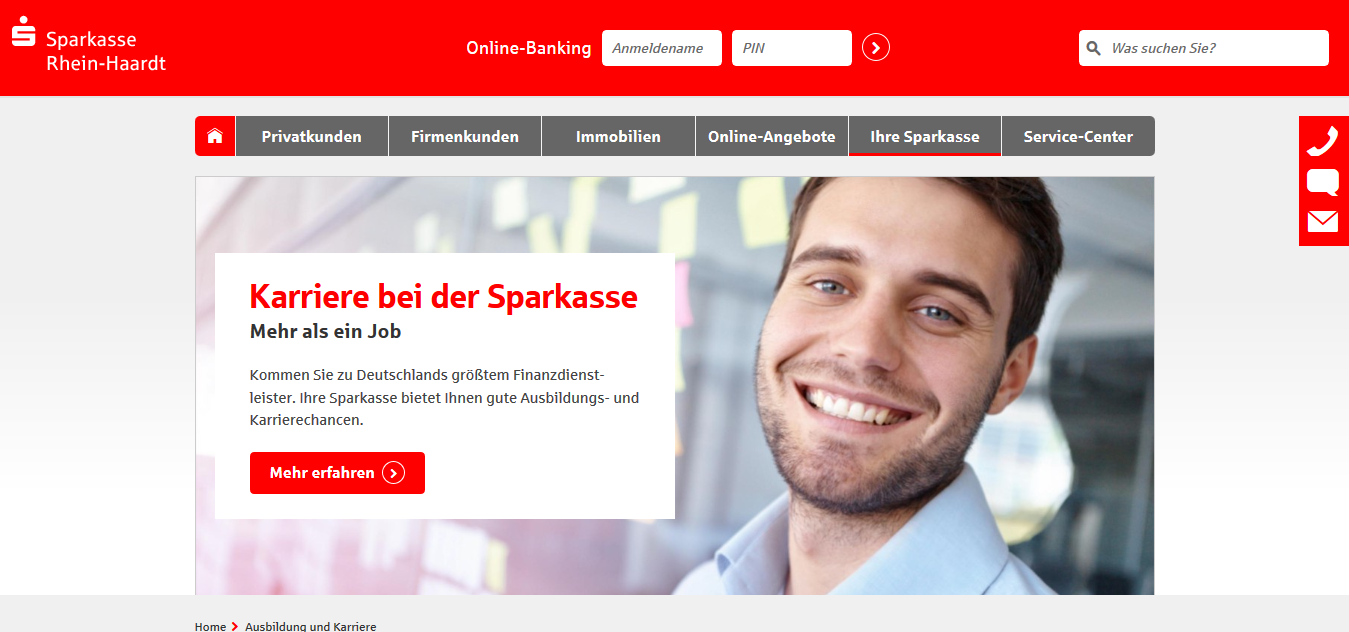 Sparkasse
Rhein-Haardt
Online-Banking
Anmeldename
PIN
Was suchen Sie?
Privatkunden
Firmenkunden
Immobilien
Online-Angebote
Ihre Sparkasse
Service-Center
Karriere bei der Sparkasse
Mehr als ein Job
Kommen Sie zu Deutschlands größtem Finanzdienst-
leister. Ihre Sparkasse bietet Ihnen gute Ausbildungs- und
Karrierechancen.
Mehr erfahren
Home
Ausbildung und Karriere